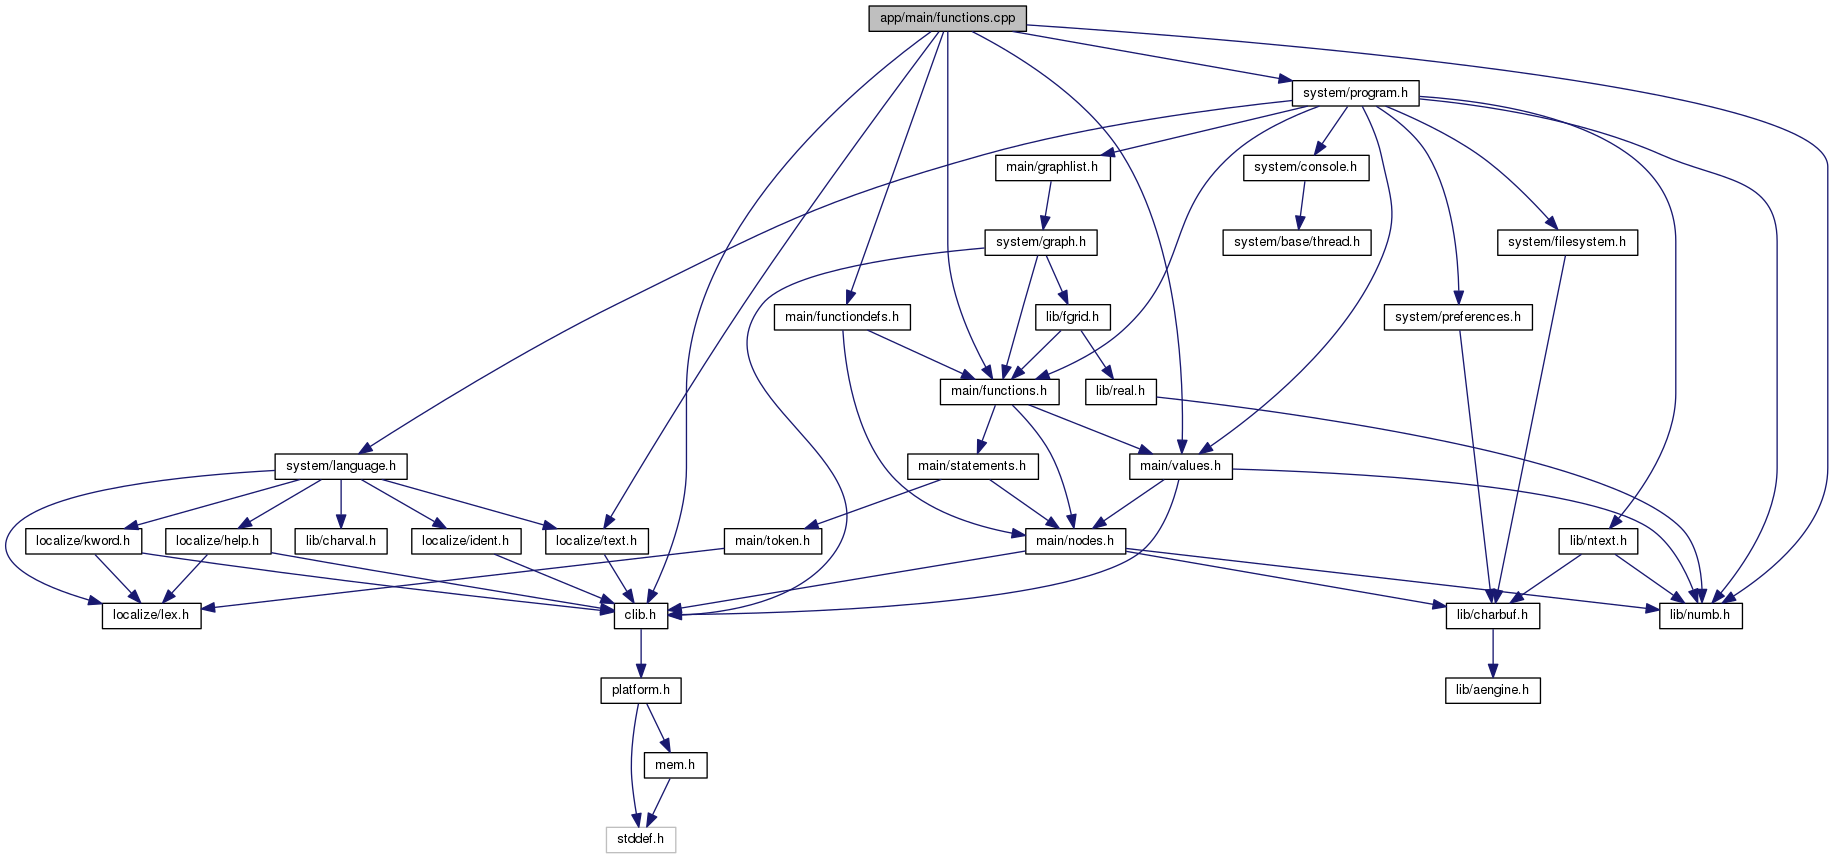 app/main/functions.cpp
system/program.h
main/graphlist.h
system/console.h
system/graph.h
system/base/thread.h
system/filesystem.h
main/functiondefs.h
lib/fgrid.h
system/preferences.h
main/functions.h
lib/real.h
system/language.h
main/statements.h
main/values.h
localize/kword.h
localize/help.h
lib/charval.h
localize/ident.h
localize/text.h
main/token.h
main/nodes.h
lib/ntext.h
localize/lex.h
clib.h
lib/charbuf.h
lib/numb.h
platform.h
lib/aengine.h
mem.h
stddef.h